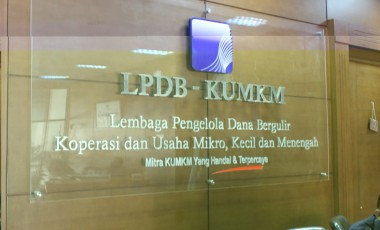 LPDB - KUMKM
Lembaga Pengelola Dana Bergulir
Koperasi dan Usaha Mikro, Kecil dan Menengah
Mitra KUMKM Yang Handal & Terpercaya